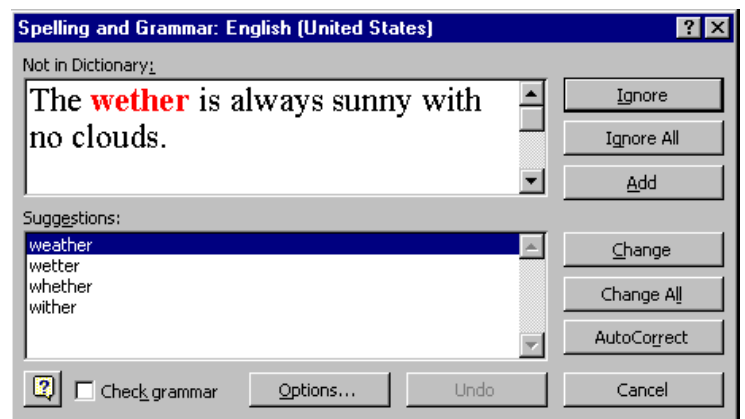 Spelling and Grammar: English (United States)
Not in Dictionary:
The wether is always sunny with
no clouds.
Ignore
Ignore All
Add
Suggestions:
weather
wetter
whether
wither
Change
Change All
AutoCorrect
Check grammar
Options...
Undo
Cancel